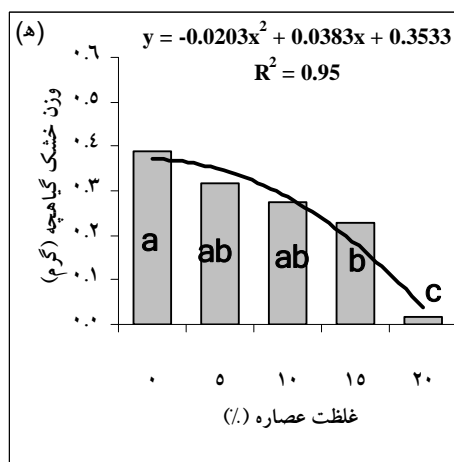 (ه)
y = -0.0203x² + 0.0383x + 0.3533
R² = 0.95
وزن خشک گیاهچه (گرم)
۰.۶
۰.۵
۰.۴
۰.۳
۰.۲
۰.۱
۰.۰
a
ab
ab
b
c
۰
۵
۱۰
۱۵
۲۰
غلظت عصاره (٪)